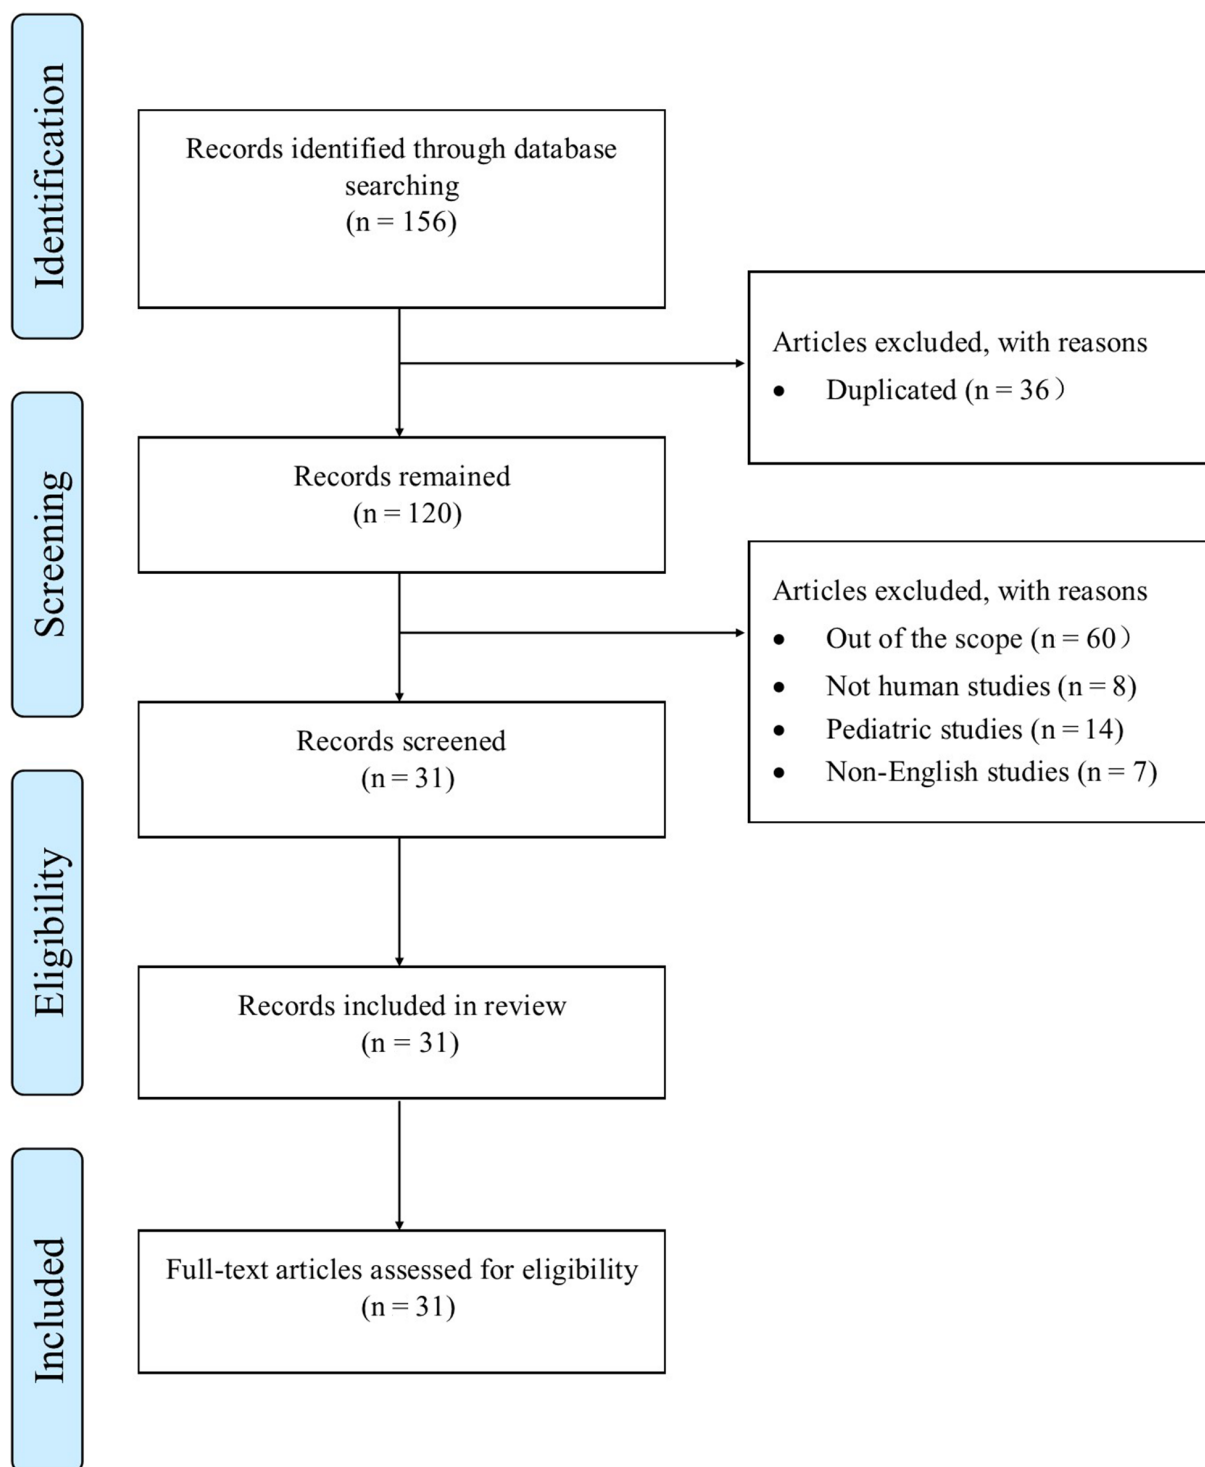 Identification
Records identified through database
searching
(n = 156)
Articles excluded, with reasons
• Duplicated (n = 36）
Screening
Records remained
(n = 120)
Articles excluded, with reasons
• Out of the scope (n = 60）
• Not human studies (n = 8)
• Pediatric studies (n = 14)
• Non-English studies (n = 7)
Records screened
(n = 31)
Eligibility
Records included in review
(n = 31)
Included
Full-text articles assessed for eligibility
(n = 31)